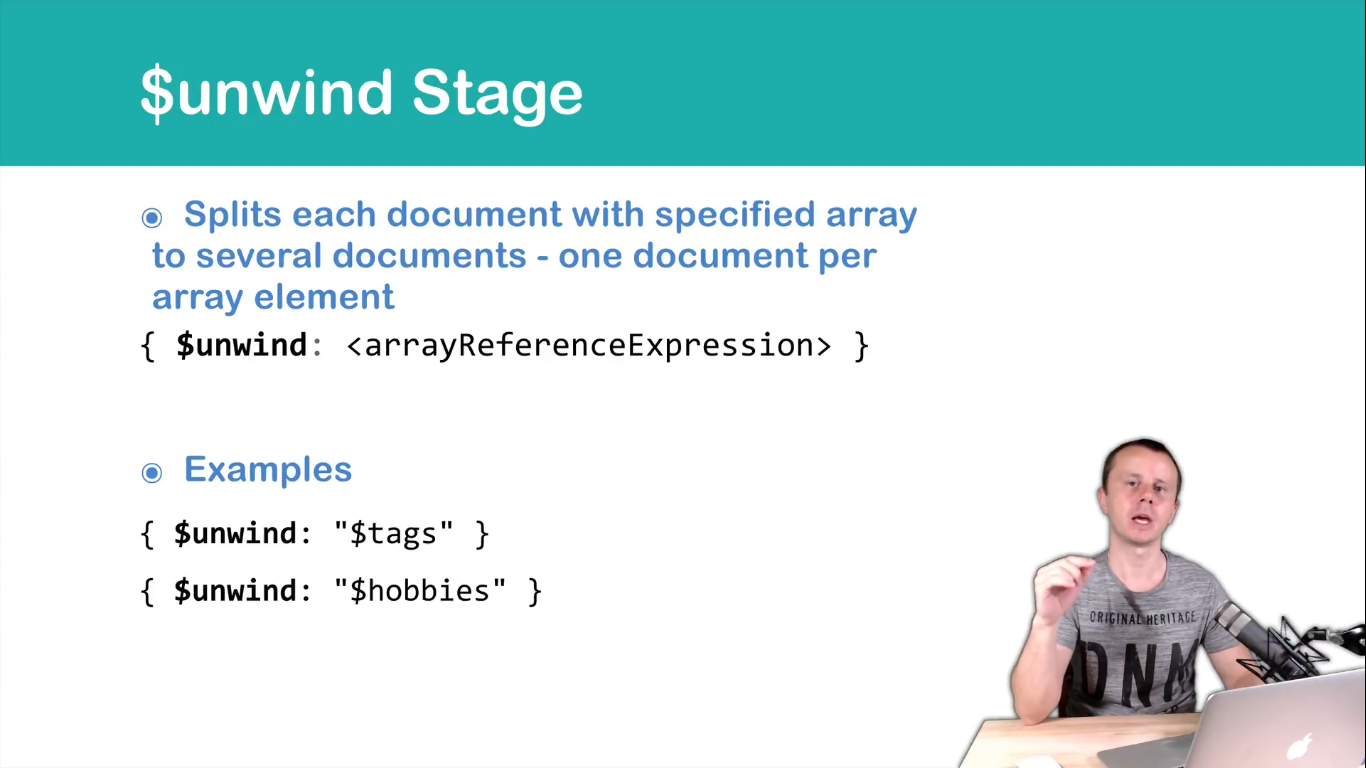 $unwind Stage
◉ Splits each document with specified array
to several documents - one document per
array element
{ $unwind: <arrayReferenceExpression> }
◉ Examples
{ $unwind: "$tags" }
{ $unwind: "$hobbies" }
ORIGINAL HERITAGE
DNM